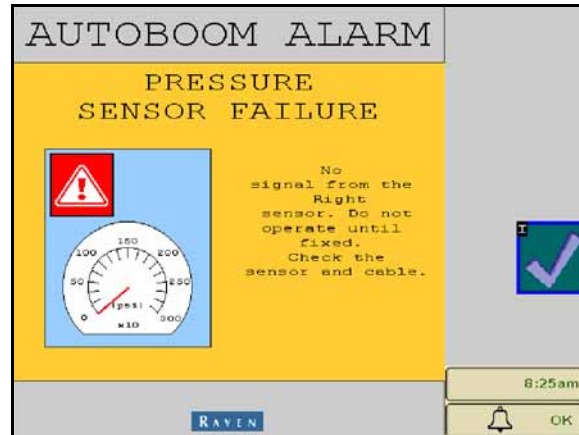 AUTOBOOM ALARM
PRESSURE
SENSOR FAILURE
No
signal from the
Right
sensor. Do not
operate until
fixed.
Check the
sensor and cable.
150
100 200
50 250
(psi)
0 300
x10
I
8:25am
OK
RAVEN